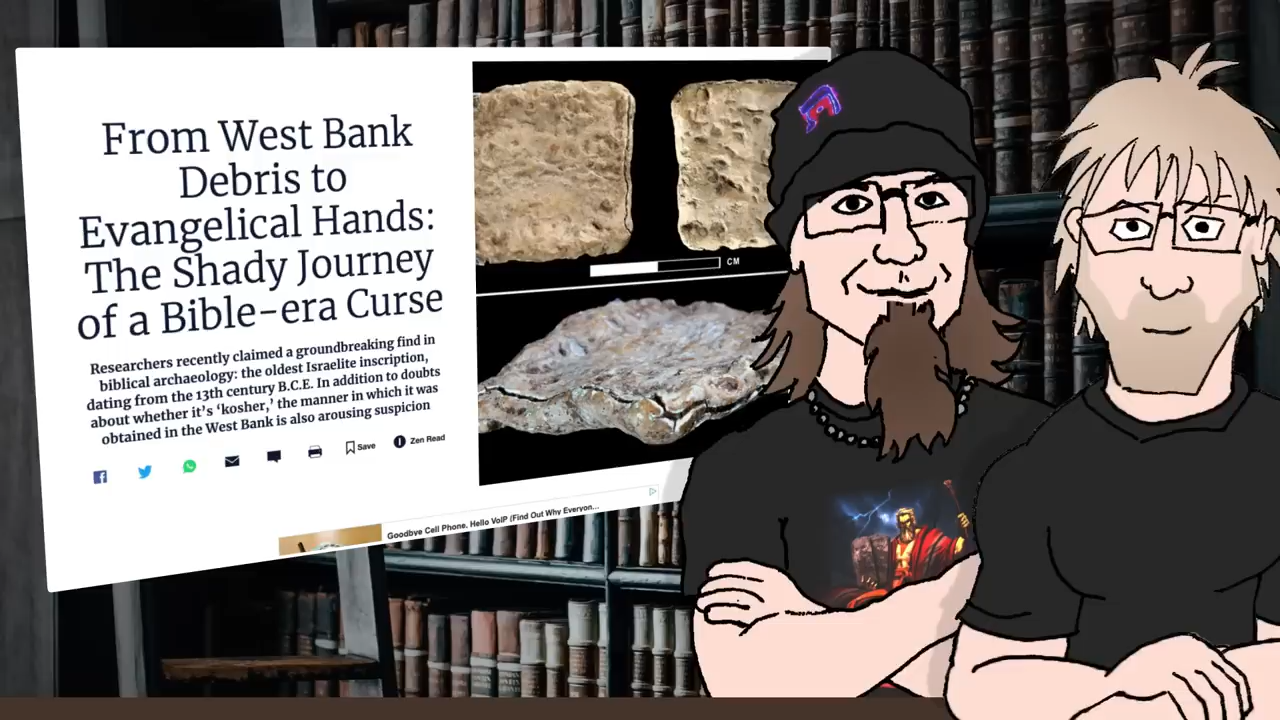 From West Bank
Debris to
Evangelical Hands:
The Shady Journey
of a Bible-era Curse
Researchers recently claimed a groundbreaking find in
biblical archaeology: the oldest Israelite inscription,
dating from the 13th century B.C.E. In addition to doubts
about whether it's 'kosher,' the manner in which it was
obtained in the West Bank is also arousing suspicion
Save
Zen Read
CM
Goodbye Cell Phone. Hello VoIP (Find Out Why Everyon...